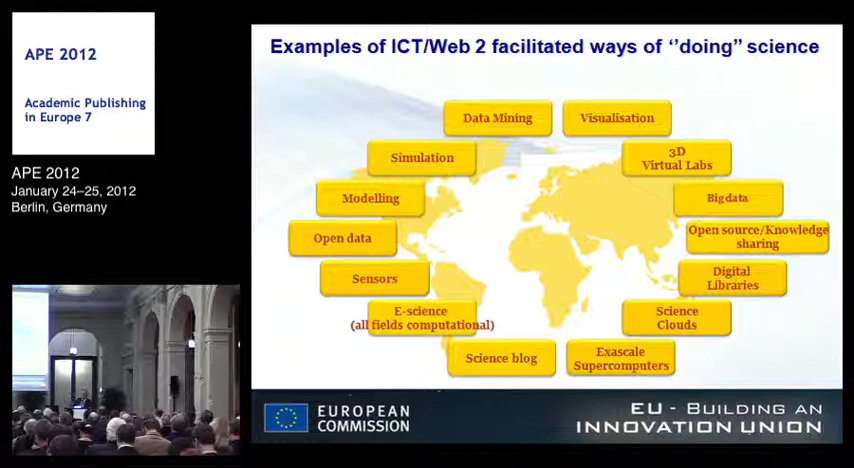 APE 2012
Academic Publishing
in Europe 7
APE 2012
January 24–25, 2012
Berlin, Germany
Examples of ICT/Web 2 facilitated ways of ‘’doing’’ science
Data Mining
Visualisation
Simulation
3D
Virtual Labs
Modelling
Big data
Open data
Open source/Knowledge
sharing
Sensors
Digital
Libraries
E-science
(all fields computational)
Science
Clouds
Science blog
Exascale
Supercomputers
EUROPEAN
COMMISSION
EU - BUILDING AN
INNOVATION UNION